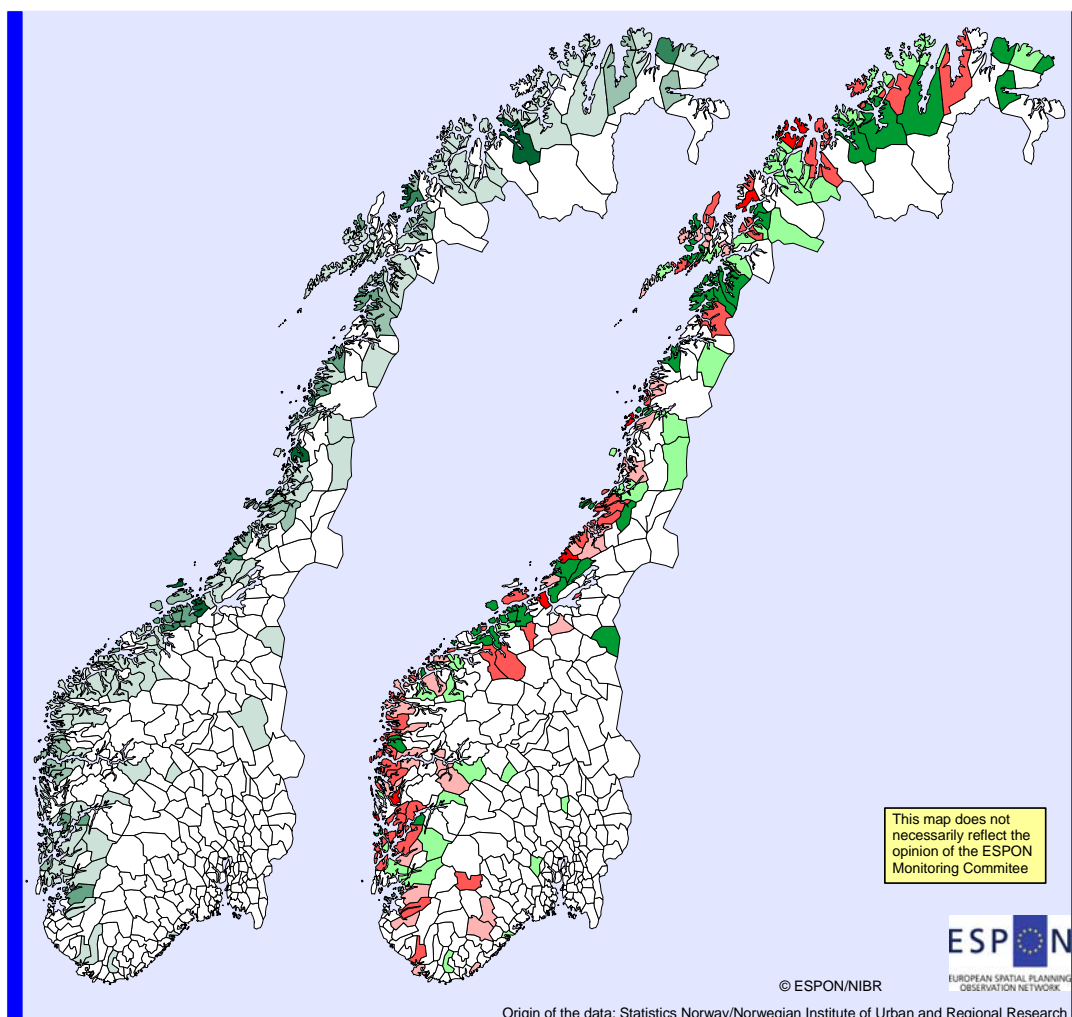 This map does not
necessarily reflect the
opinion of the ESPON
Monitoring Commitee
ESPON
EUROPEAN SPATIAL PLANNING
OBSERVATION NETWORK
© ESPON/NIBR
Origin of the data: Statistics Norway/Norwegian Institute of Urban and Regional Research